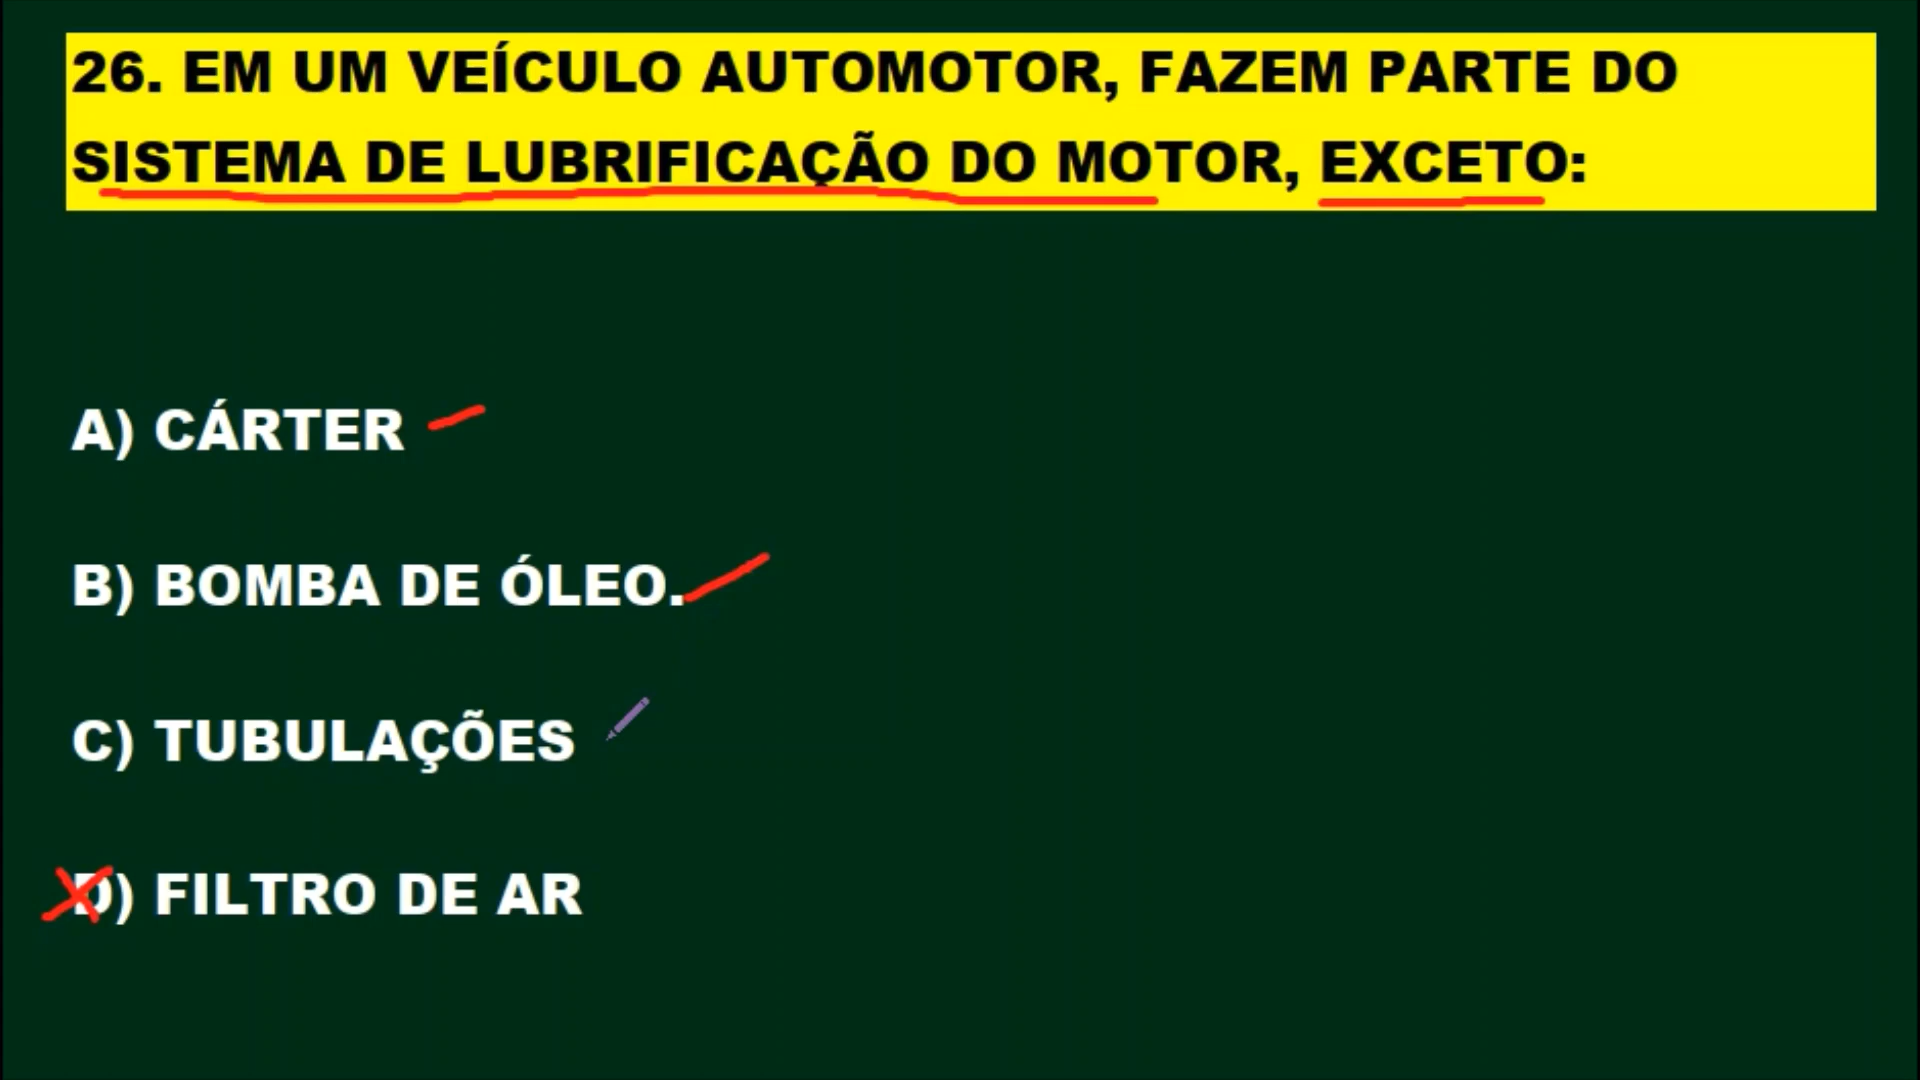 26. EM UM VEÍCULO AUTOMOTOR, FAZEM PARTE DO
SISTEMA DE LUBRIFICAÇÃO DO MOTOR, EXCETO:
A) CÁRTER
B) BOMBA DE ÓLEO.
C) TUBULAÇÕES
D) FILTRO DE AR